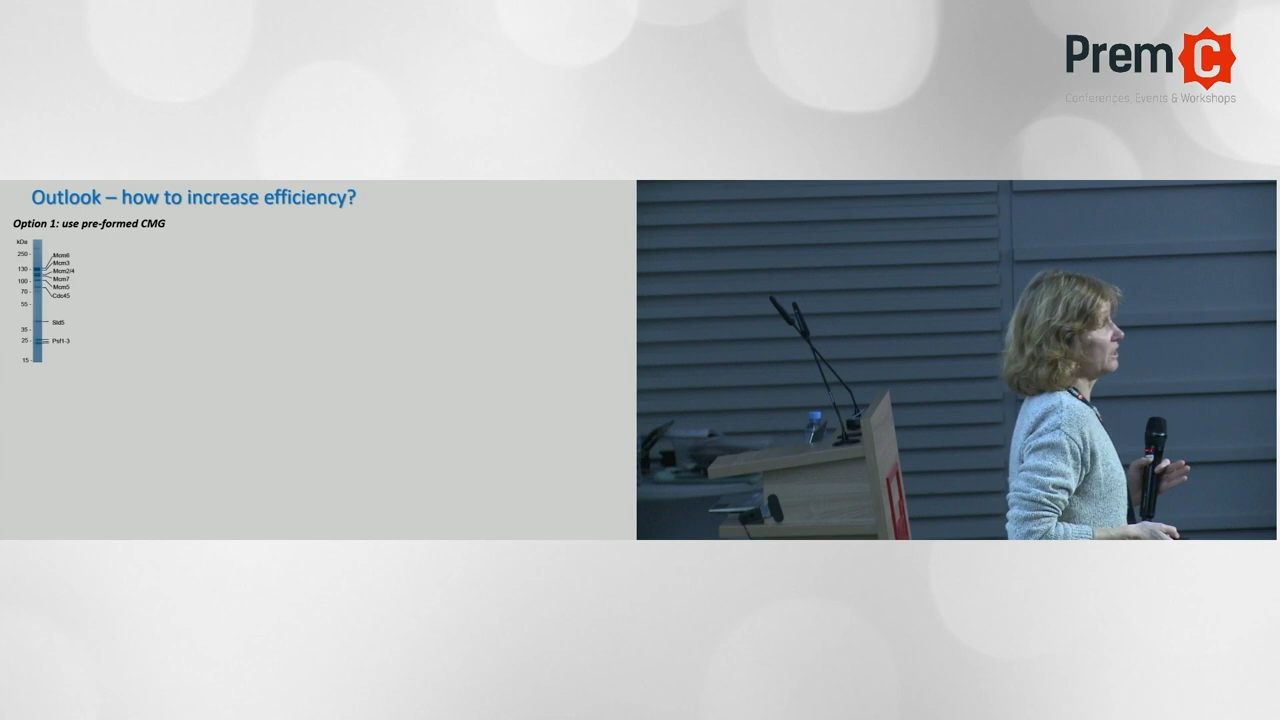 Prem C
Conferences, Events & Workshops
Outlook – how to increase efficiency?
Option 1: use pre-formed CMG
kDa
250 -
130 -
100 -
70 -
55 -
35 -
25 -
15 -
Mcm6
Mcm3
Mcm2/4
Mcm7
Mcm5
Cdc45
Sld5
Psf1-3